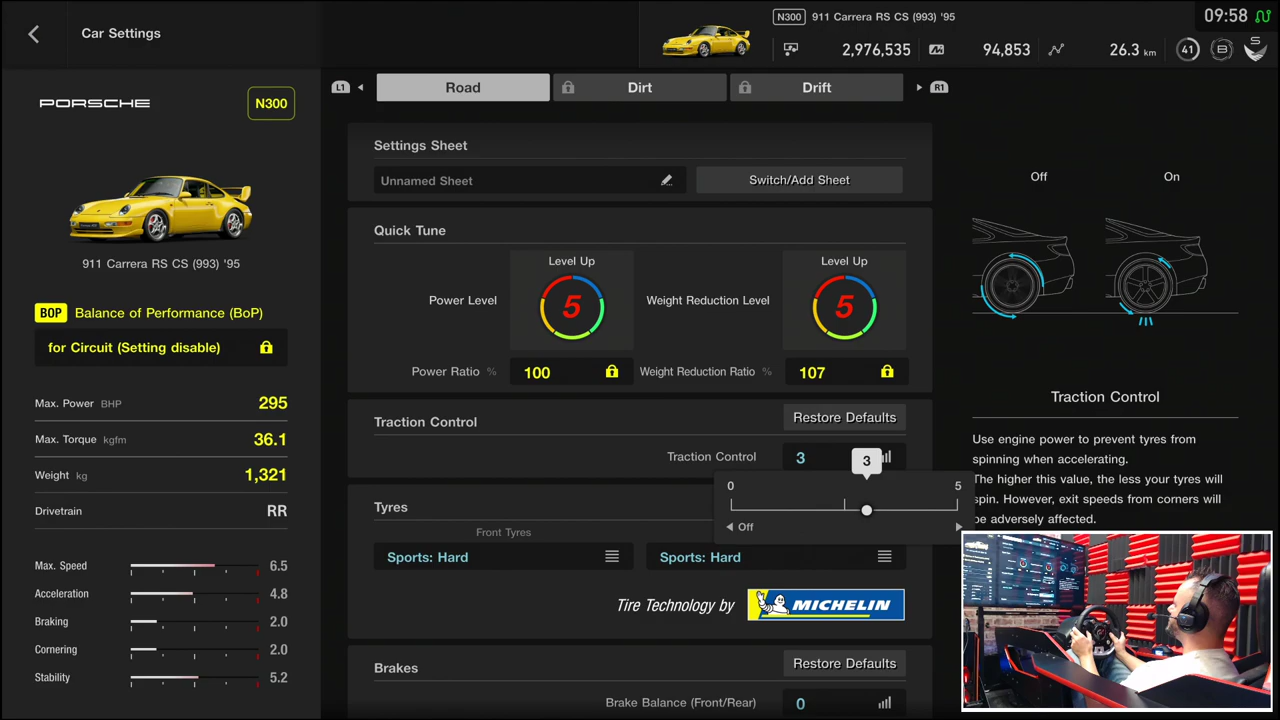 Car Settings
N300 911 Carrera RS CS (993) '95
09:58
2,976,535 94,853 26.3 km 41 B S
PORSCHE N300
L1 Road Dirt Drift R1
Settings Sheet
Unnamed Sheet Switch/Add Sheet
Quick Tune
Level Up Level Up
Power Level 5 Weight Reduction Level 5
Power Ratio % 100 Weight Reduction Ratio % 107
911 Carrera RS CS (993) '95
BOP Balance of Performance (BoP)
for Circuit (Setting disable)
Max. Power BHP 295
Max. Torque kgfm 36.1
Weight kg 1,321
Drivetrain RR
Max. Speed 6.5
Acceleration 4.8
Braking 2.0
Cornering 2.0
Stability 5.2
Traction Control Restore Defaults
Traction Control 3
3
0 5
Off
Tyres
Front Tyres
Sports: Hard Sports: Hard
Tire Technology by MICHELIN
Brakes Restore Defaults
Brake Balance (Front/Rear) 0
Off On
Traction Control
Use engine power to prevent tyres from
spinning when accelerating.
The higher this value, the less your tyres will
spin. However, exit speeds from corners will
be adversely affected.